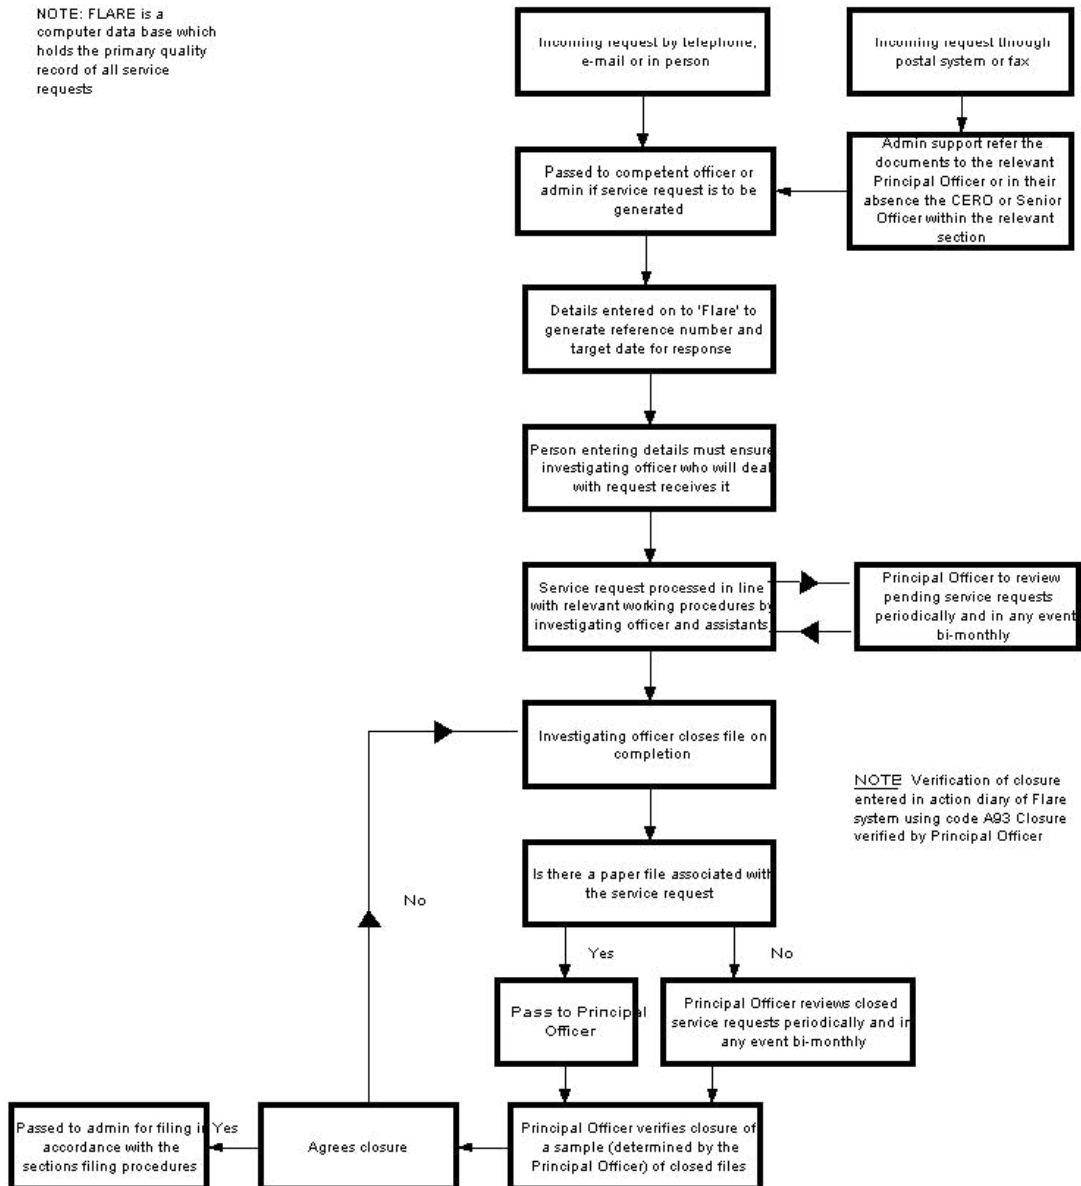 NOTE: FLARE is a
computer data base which
holds the primary quality
record of all service
requests
Incoming request by telephone,
e-mail or in person
Incoming request through
postal system or fax
Passed to competent officer or
admin if service request is to be
generated
Admin support refer the
documents to the relevant
Principal Officer or in their
absence the CERO or Senior
Officer within the relevant
section
Details entered on to 'Flare' to
generate reference number and
target date for response
Person entering details must ensure
investigating officer who will deal
with request receives it
Service request processed in line
with relevant working procedures by
investigating officer and assistants
Principal Officer to review
pending service requests
periodically and in any event
bi-monthly
Investigating officer closes file on
completion
NOTE Verification of closure
entered in action diary of Flare
system using code A93 Closure
verified by Principal Officer
Is there a paper file associated with
the service request
No
Yes
No
Pass to Principal
Officer
Principal Officer reviews closed
service requests periodically and in
any event bi-monthly
Passed to admin for filing in
accordance with the
sections filing procedures
Yes
Agrees closure
Principal Officer verifies closure of
a sample (determined by the
Principal Officer) of closed files